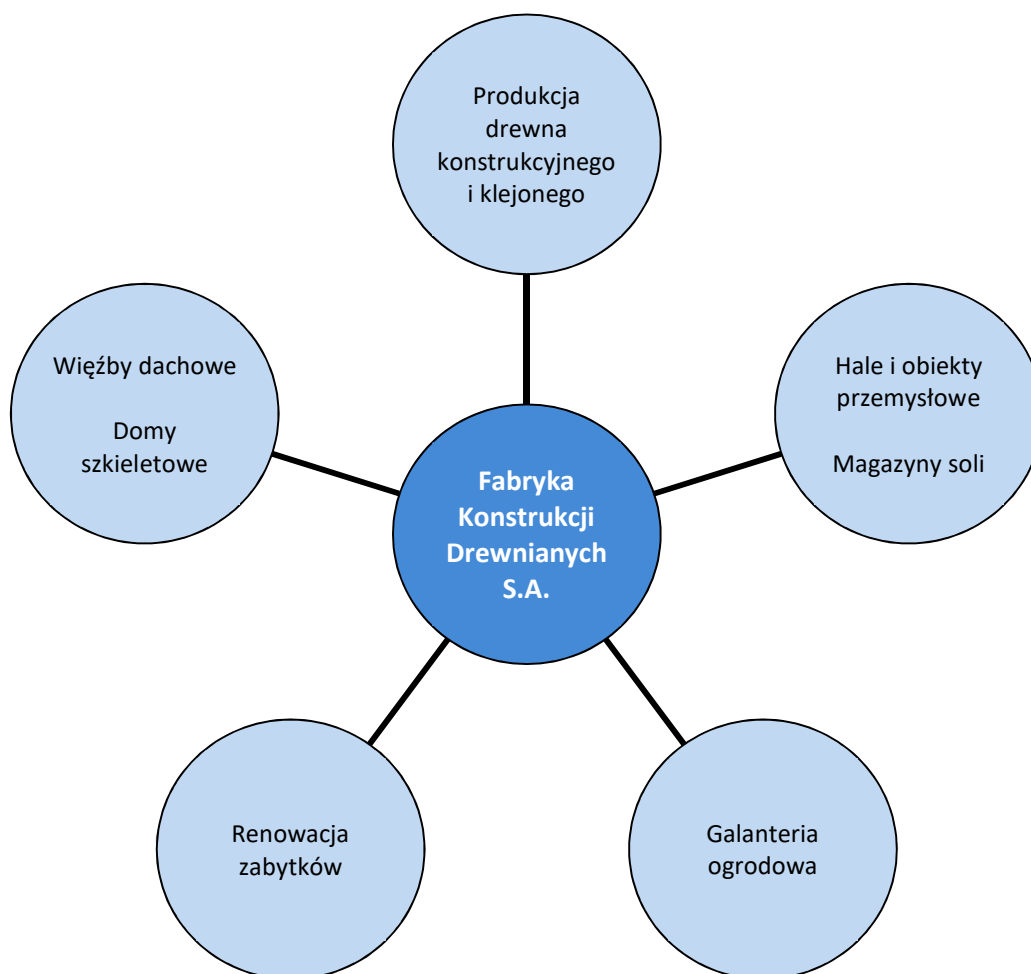 Produkcja
drewna
konstrukcyjnego
i klejonego
Więźby dachowe
Domy
szkieletowe
Hale i obiekty
przemysłowe
Magazyny soli
Fabryka
Konstrukcji
Drewnianych
S.A.
Renowacja
zabytków
Galanteria
ogrodowa